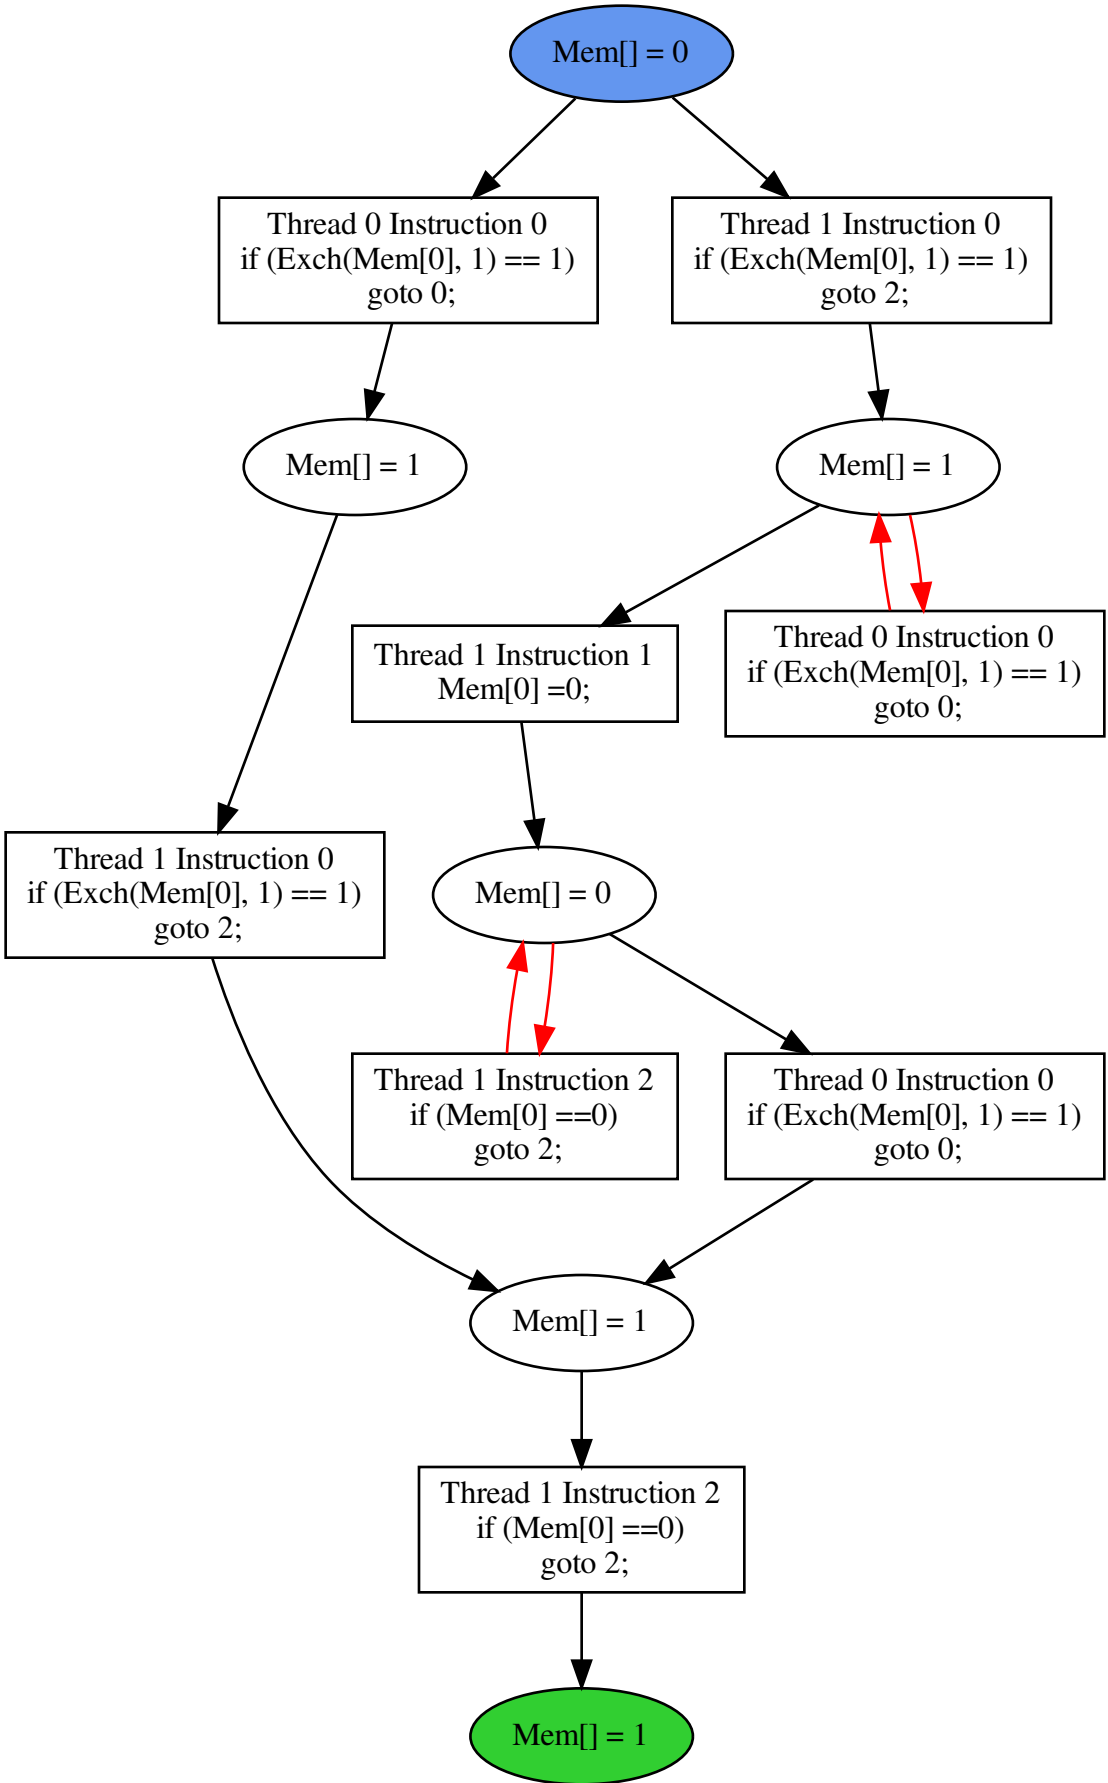 Mem[] = 0
Thread 0 Instruction 0
if (Exch(Mem[0], 1) == 1)
goto 0;
Thread 1 Instruction 0
if (Exch(Mem[0], 1) == 1)
goto 2;
Mem[] = 1
Mem[] = 1
Thread 1 Instruction 1
Mem[0] =0;
Thread 0 Instruction 0
if (Exch(Mem[0], 1) == 1)
goto 0;
Thread 1 Instruction 0
if (Exch(Mem[0], 1) == 1)
goto 2;
Mem[] = 0
Thread 1 Instruction 2
if (Mem[0] ==0)
goto 2;
Thread 0 Instruction 0
if (Exch(Mem[0], 1) == 1)
goto 0;
Mem[] = 1
Thread 1 Instruction 2
if (Mem[0] ==0)
goto 2;
Mem[] = 1